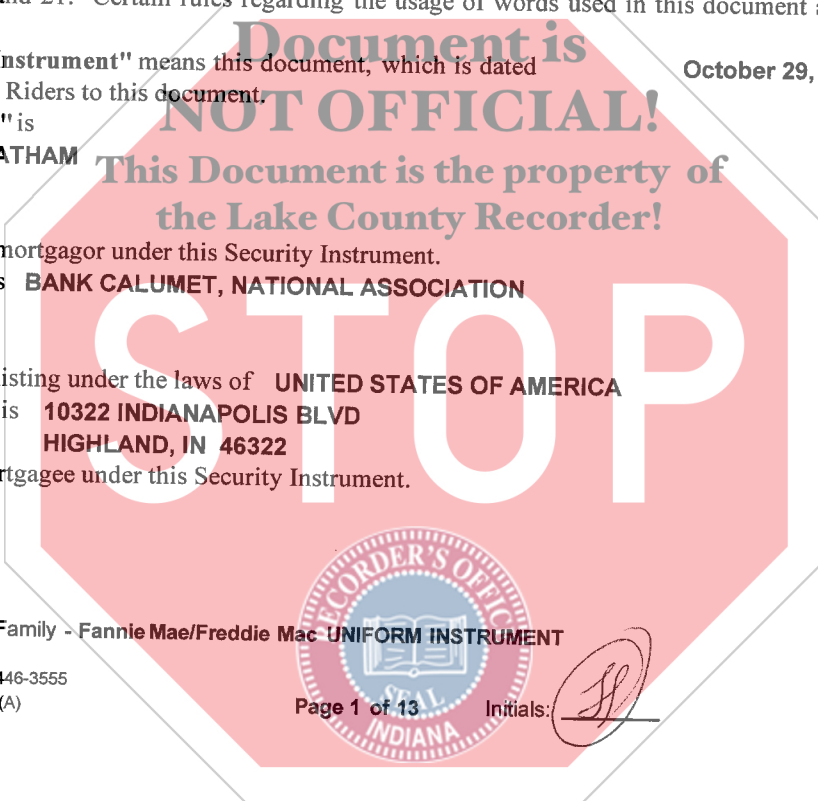 and 21. Certain rules regarding the usage of words used in this document a
Document is
nstrument" means this document, which is dated October 29,
Riders to this document.
NOT OFFICIAL!
" is
ATHAM
This Document is the property of
the Lake County Recorder!
mortgagor under this Security Instrument.
s BANK CALUMET, NATIONAL ASSOCIATION
STOP
isting under the laws of UNITED STATES OF AMERICA
is 10322 INDIANAPOLIS BLVD
HIGHLAND, IN 46322
rtgagee under this Security Instrument.
RECORDER'S OFFICE
Family - Fannie Mae/Freddie Mac UNIFORM INSTRUMENT
446-3555
(A)
SEAL
Page 1 of 13 Initials:
INDIANA